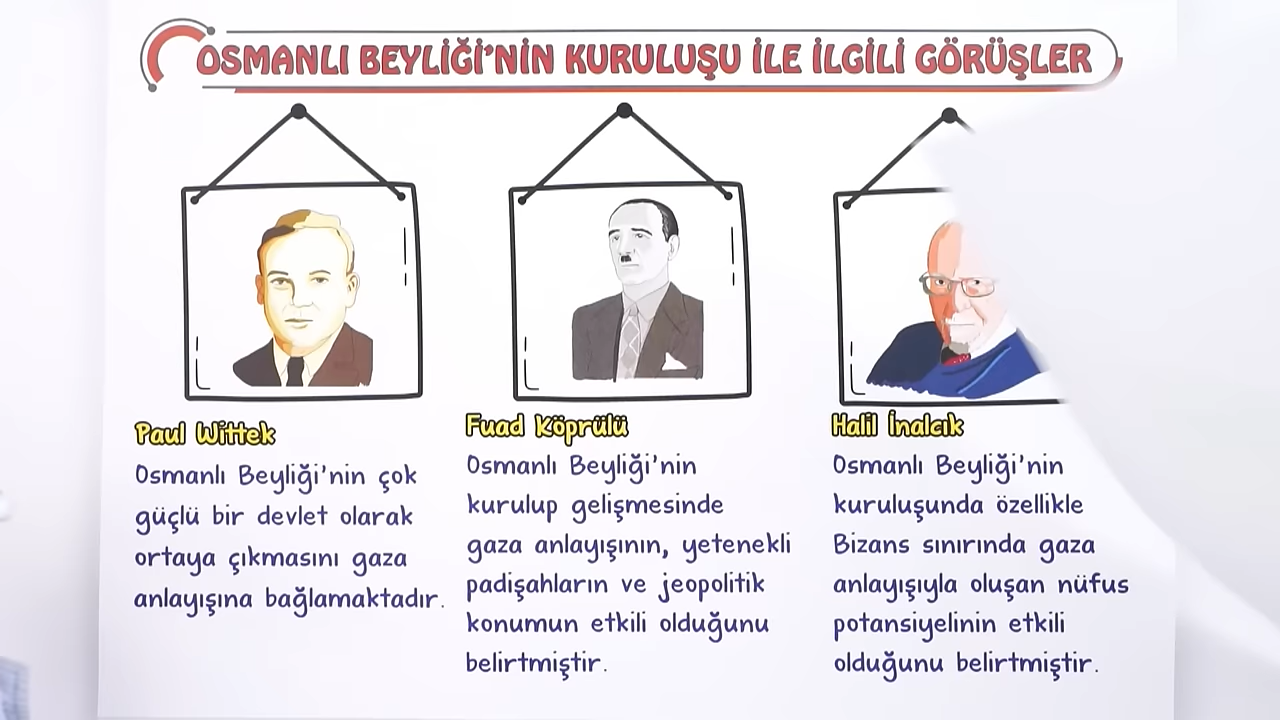 OSMANLI BEYLİĞİ'NİN KURULUŞU İLE İLGİLİ GÖRÜŞLER
Paul Wittek
Osmanlı Beyliği'nin çok
güçlü bir devlet olarak
ortaya çıkmasını gaza
anlayışına bağlamaktadır.
Fuad Köprülü
Osmanlı Beyliği'nin
kurulup gelişmesinde
gaza anlayışının, yetenekli
padişahların ve jeopolitik
konumun etkili olduğunu
belirtmiştir.
Halil İnalcık
Osmanlı Beyliği'nin
kuruluşunda özellikle
Bizans sınırında gaza
anlayışıyla oluşan nüfus
potansiyelinin etkili
olduğunu belirtmiştir.